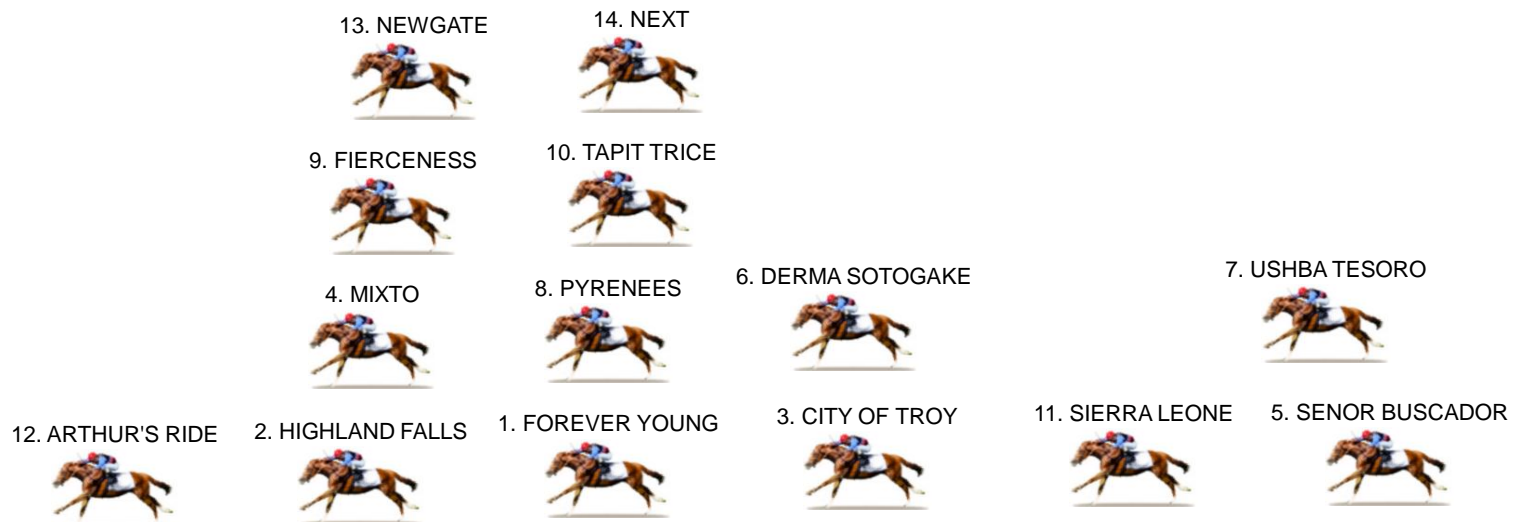 13. NEWGATE
14. NEXT
9. FIERCENESS
10. TAPIT TRICE
4. MIXTO
8. PYRENEES
6. DERMA SOTOGAKE
7. USHBA TESORO
12. ARTHUR'S RIDE
2. HIGHLAND FALLS
1. FOREVER YOUNG
3. CITY OF TROY
11. SIERRA LEONE
5. SENOR BUSCADOR